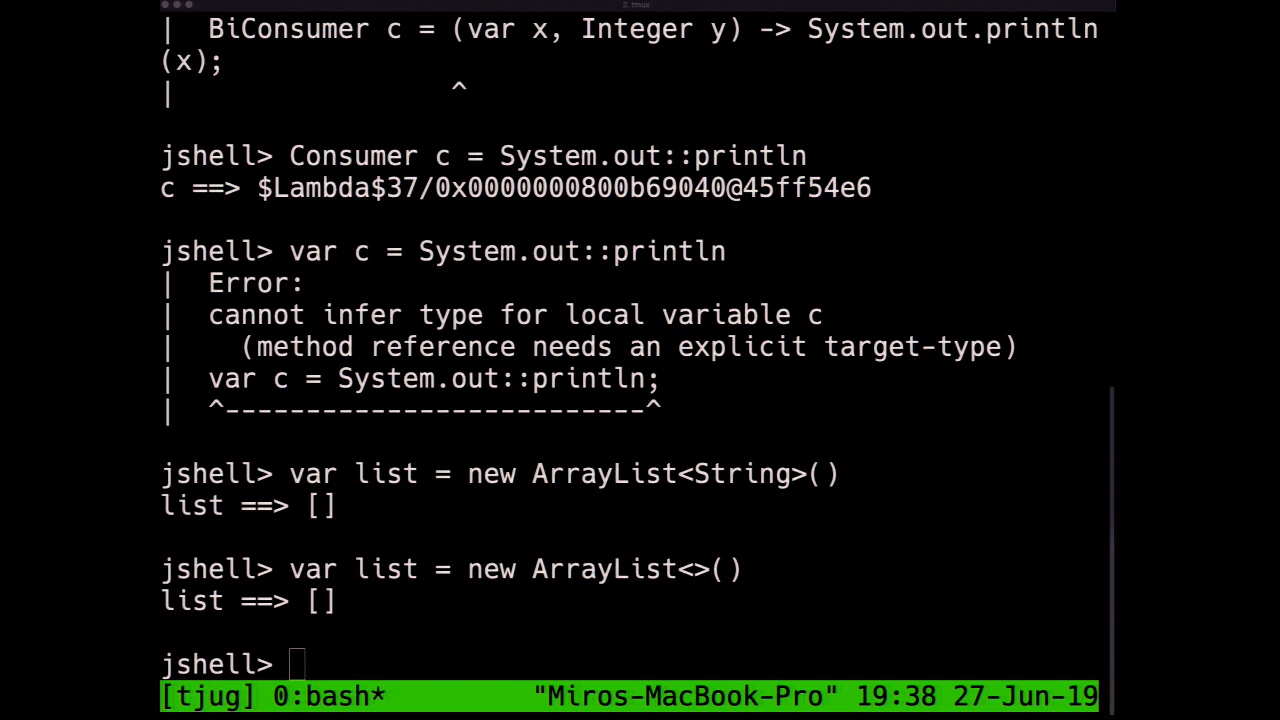 2. tmux
|  BiConsumer c = (var x, Integer y) -> System.out.println
(x);
|                  ^
jshell> Consumer c = System.out::println
c ==> $Lambda$37/0x0000000800b69040@45ff54e6
jshell> var c = System.out::println
|  Error:
|  cannot infer type for local variable c
|    (method reference needs an explicit target-type)
|  var c = System.out::println;
|  ^--------------------------^
jshell> var list = new ArrayList<String>()
list ==> []
jshell> var list = new ArrayList<>()
list ==> []
jshell>
[tjug] 0:bash* "Miros-MacBook-Pro" 19:38 27-Jun-19